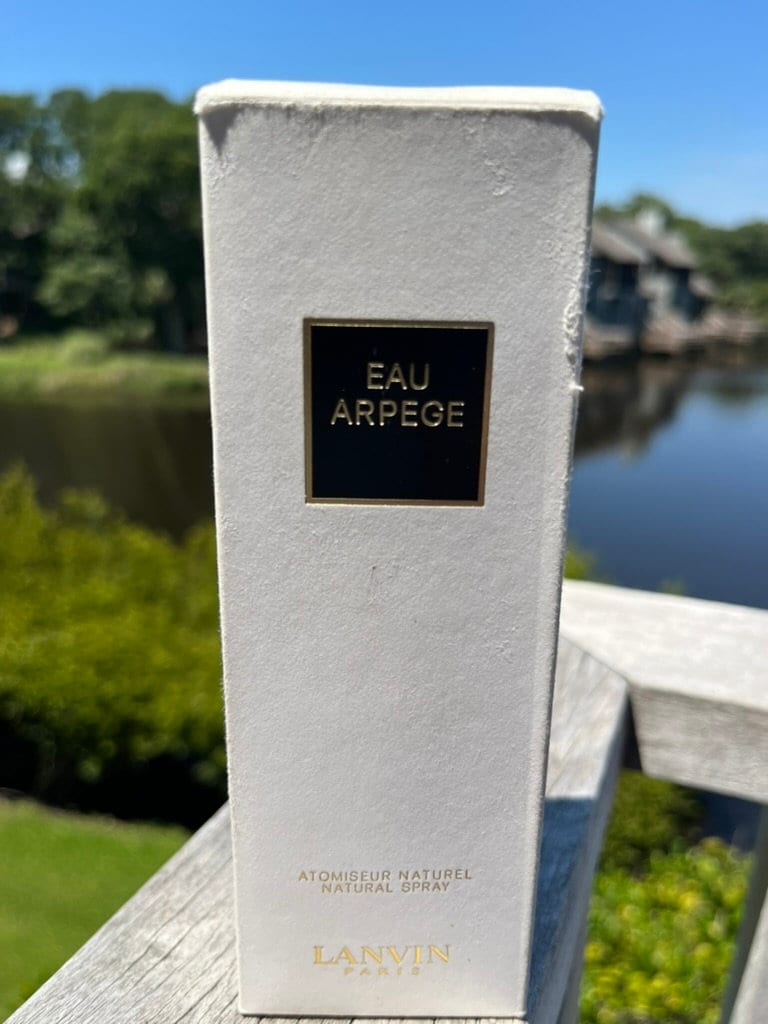 EAU
ARPEGE
ATOMISEUR NATUREL
NATURAL SPRAY
LANVIN
PARIS